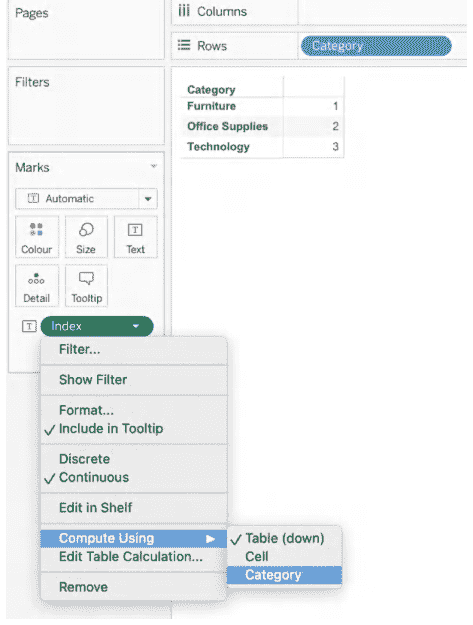 Pages
Columns
Rows
Category
Filters
Category
Furniture 1
Office Supplies 2
Technology 3
Marks
Automatic
Colour Size Text
Detail Tooltip
Index
Filter...
Show Filter
Format...
Include in Tooltip
Discrete
Continuous
Edit in Shelf
Compute Using
Table (down)
Edit Table Calculation...
Cell
Category
Remove